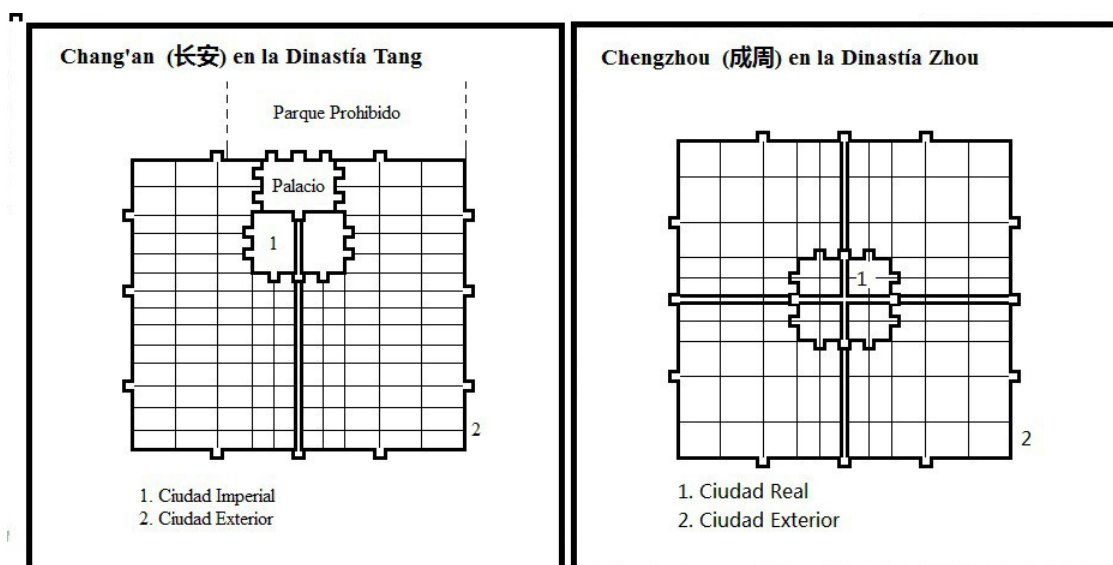 Chang'an (长安) en la Dinastía Tang
Parque Prohibido
Palacio
1
2
1. Ciudad Imperial
2. Ciudad Exterior
Chengzhou (成周) en la Dinastía Zhou
1
2
1. Ciudad Real
2. Ciudad Exterior